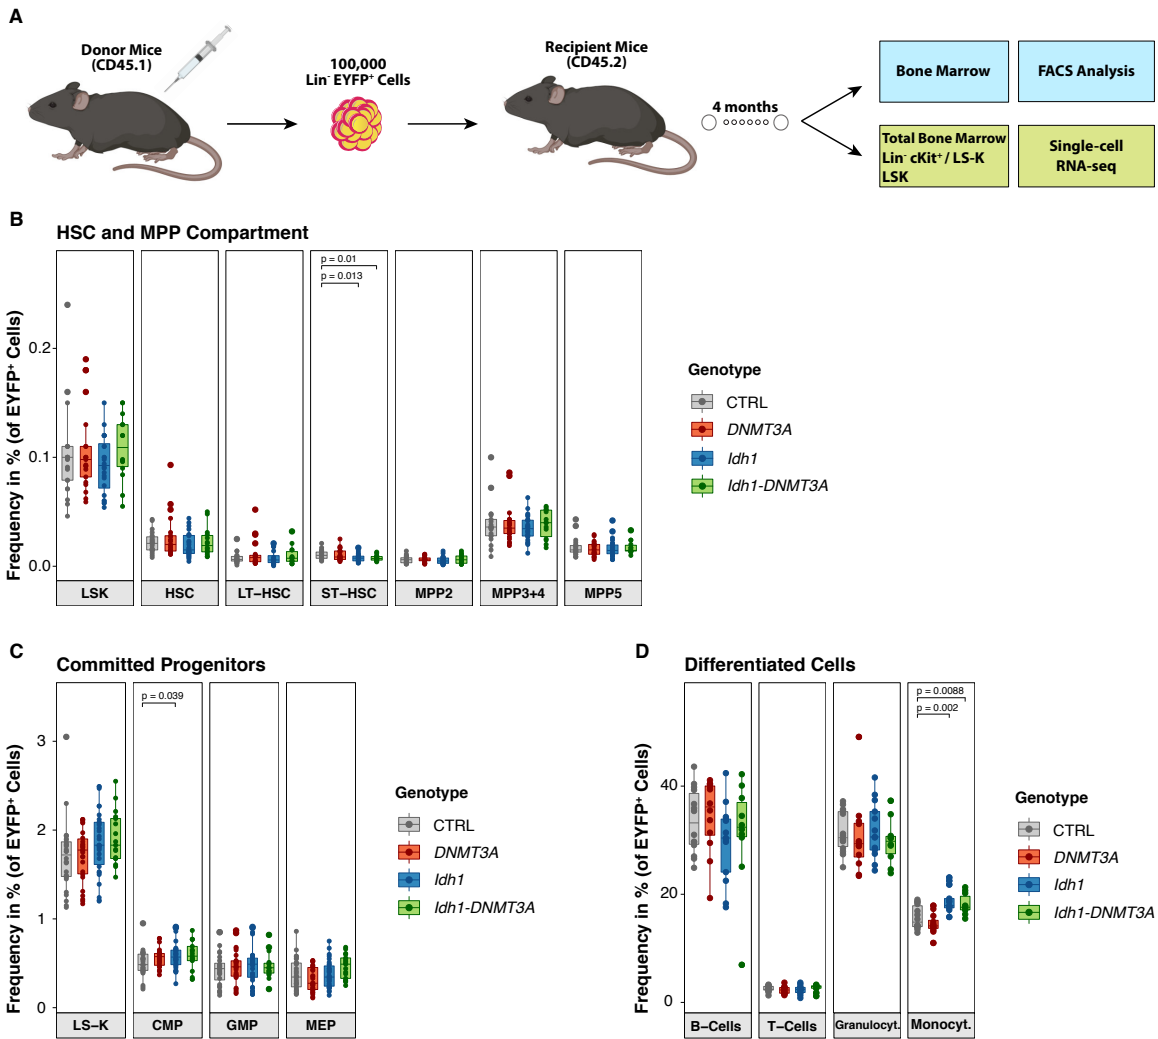 A
Donor Mice
(CD45.1)
100,000
Lin⁻ EYFP⁺ Cells
Recipient Mice
(CD45.2)
4 months
Bone Marrow
FACS Analysis
Total Bone Marrow
Lin⁻ cKit⁺ / LS-K
LSK
Single-cell
RNA-seq
B
HSC and MPP Compartment
Frequency in % (of EYFP⁺ Cells)
0.2
0.1
0.0
p = 0.01
p = 0.013
LSK
HSC
LT−HSC
ST−HSC
MPP2
MPP3+4
MPP5
Genotype
CTRL
DNMT3A
Idh1
Idh1-DNMT3A
C
Committed Progenitors
Frequency in % (of EYFP⁺ Cells)
3
2
1
0
p = 0.039
LS−K
CMP
GMP
MEP
Genotype
CTRL
DNMT3A
Idh1
Idh1-DNMT3A
D
Differentiated Cells
Frequency in % (of EYFP⁺ Cells)
40
20
0
p = 0.0088
p = 0.002
B−Cells
T−Cells
Granulocyt.
Monocyt.
Genotype
CTRL
DNMT3A
Idh1
Idh1-DNMT3A